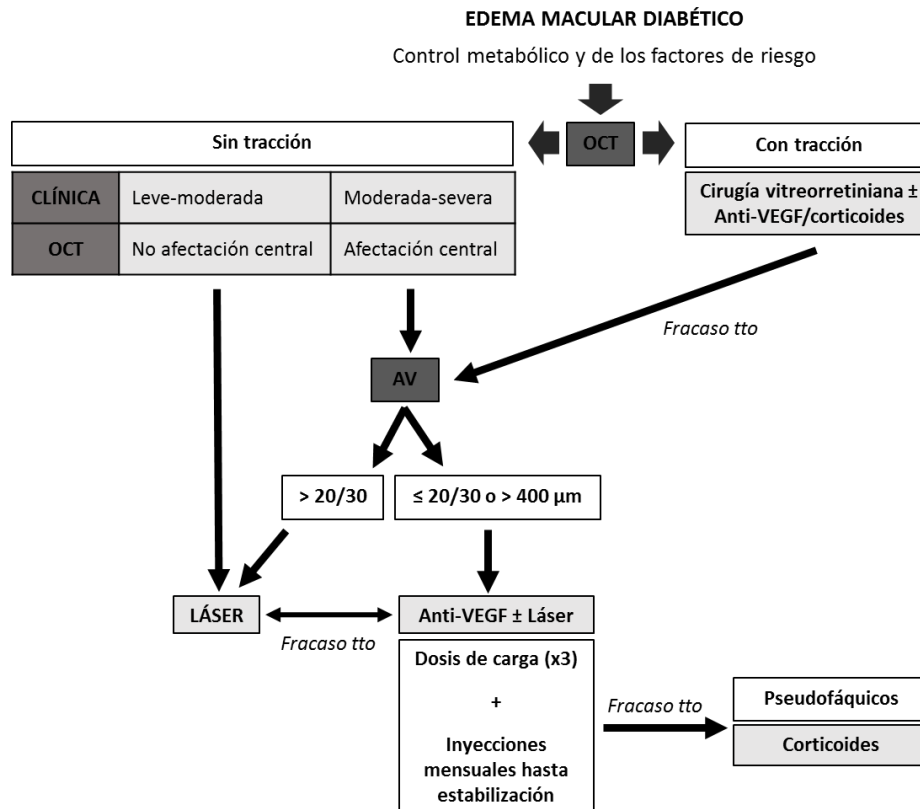 EDEMA MACULAR DIABÉTICO
Control metabólico y de los factores de riesgo
OCT
Sin tracción
Con tracción
CLÍNICA
Leve-moderada
Moderada-severa
OCT
No afectación central
Afectación central
Cirugía vitreorretiniana ±
Anti-VEGF/corticoides
Fracaso tto
AV
> 20/30
≤ 20/30 o > 400 µm
LÁSER
Fracaso tto
Anti-VEGF ± Láser
Dosis de carga (x3)
+
Inyecciones
mensuales hasta
estabilización
Fracaso tto
Pseudofáquicos
Corticoides